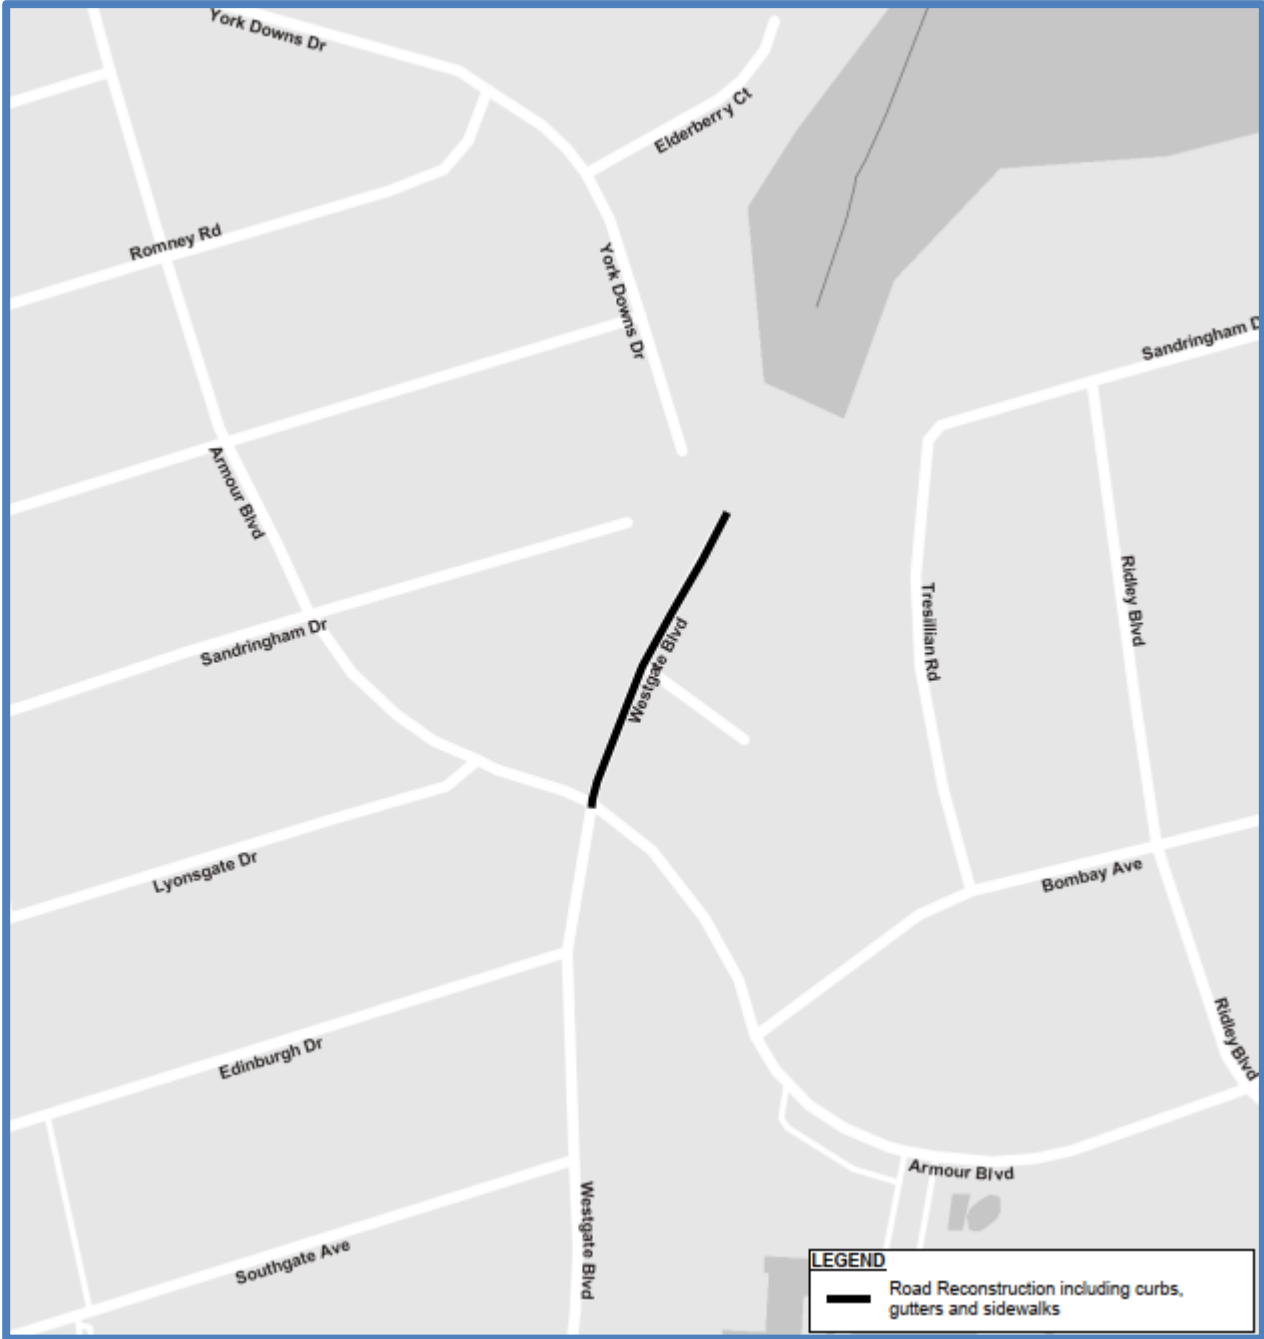 York Downs Dr
Elderberry Ct
Romney Rd
York Downs Dr
Sandringham D
Armour Blvd
Ridley Blvd
Tresillian Rd
Sandringham Dr
Westgate Blvd
Lyonsgate Dr
Bombay Ave
Edinburgh Dr
Ridley Blvd
Armour Blvd
Westgate Blvd
Southgate Ave
LEGEND
Road Reconstruction including curbs,
gutters and sidewalks